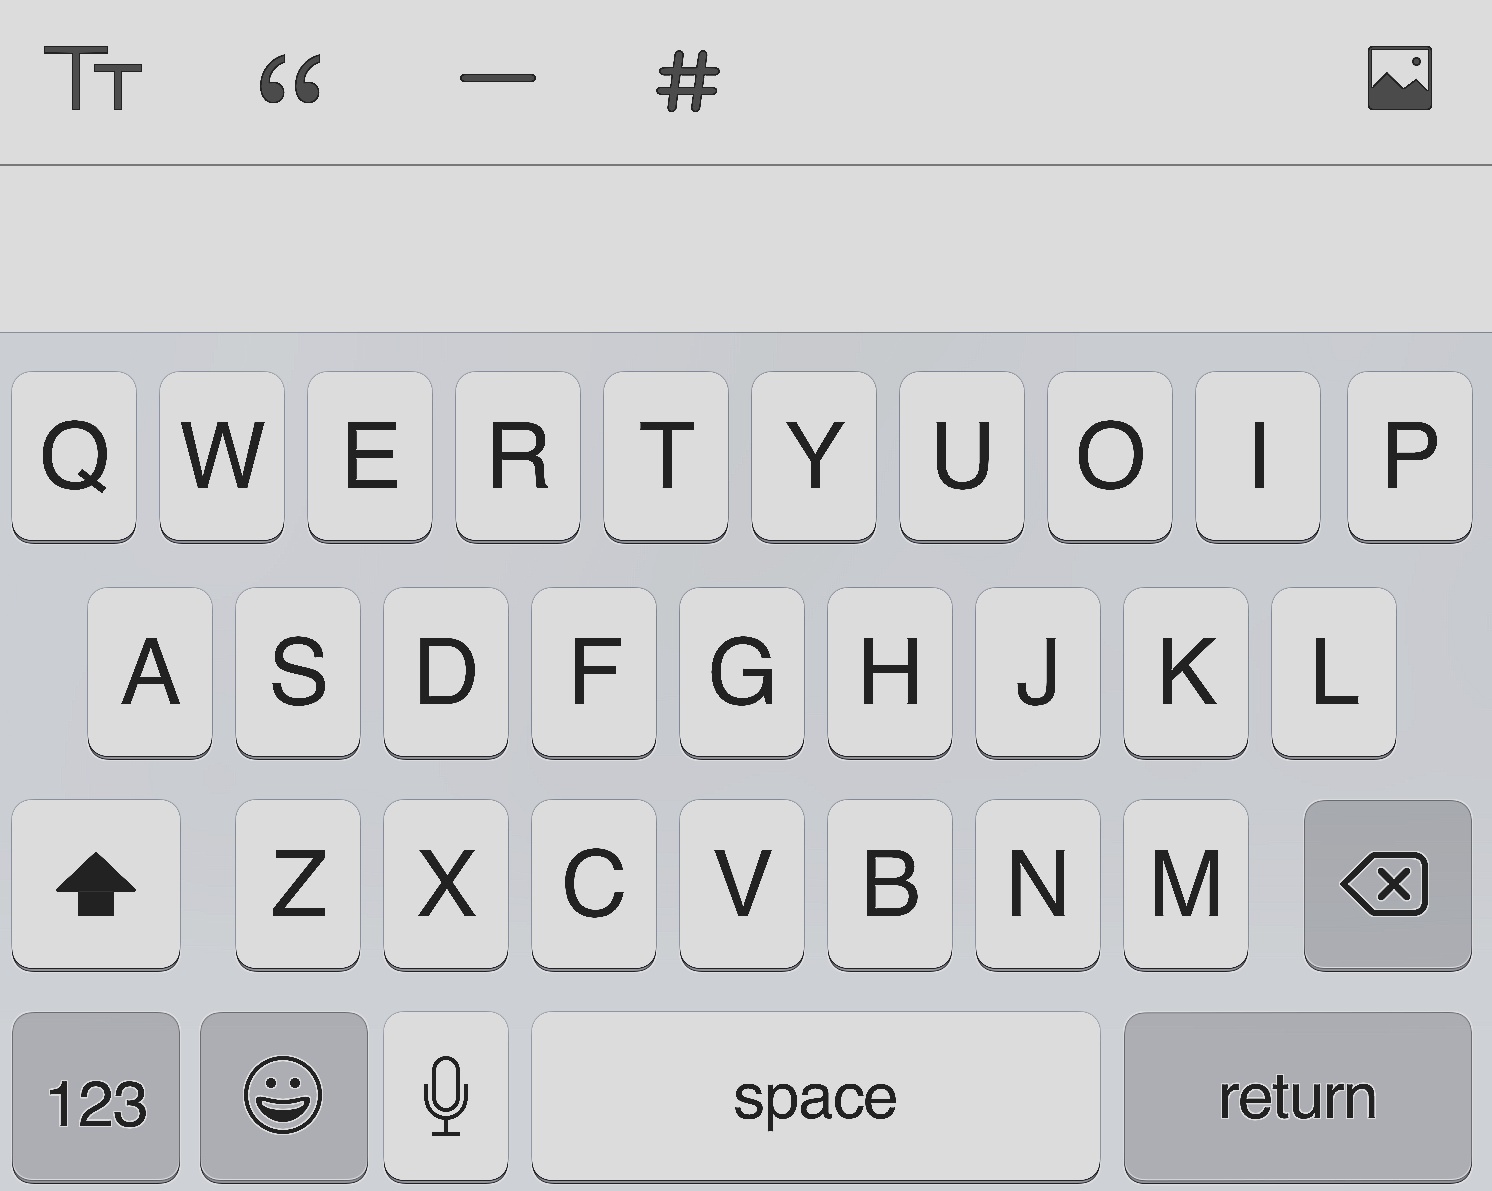 TT “ — #
Q W E R T Y U O I P
A S D F G H J K L
Z X C V B N M
123 space return